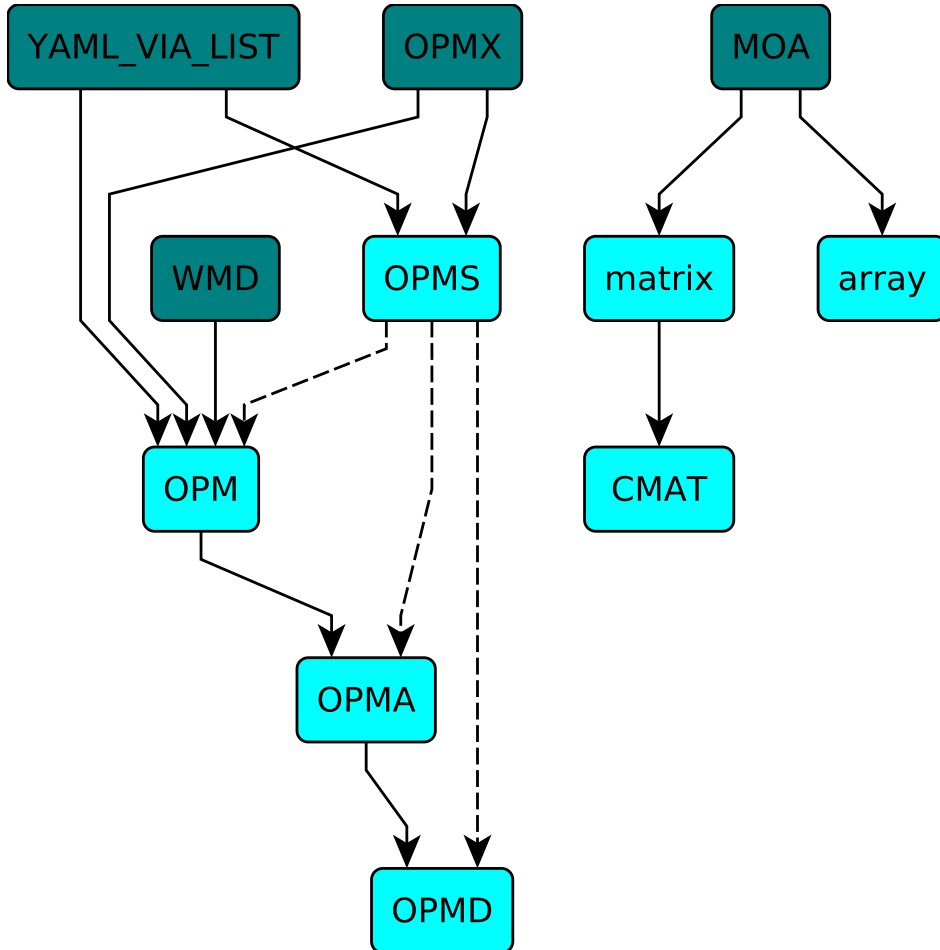 YAML_VIA_LIST
OPMX
MOA
WMD
OPMS
matrix
array
OPM
CMAT
OPMA
OPMD